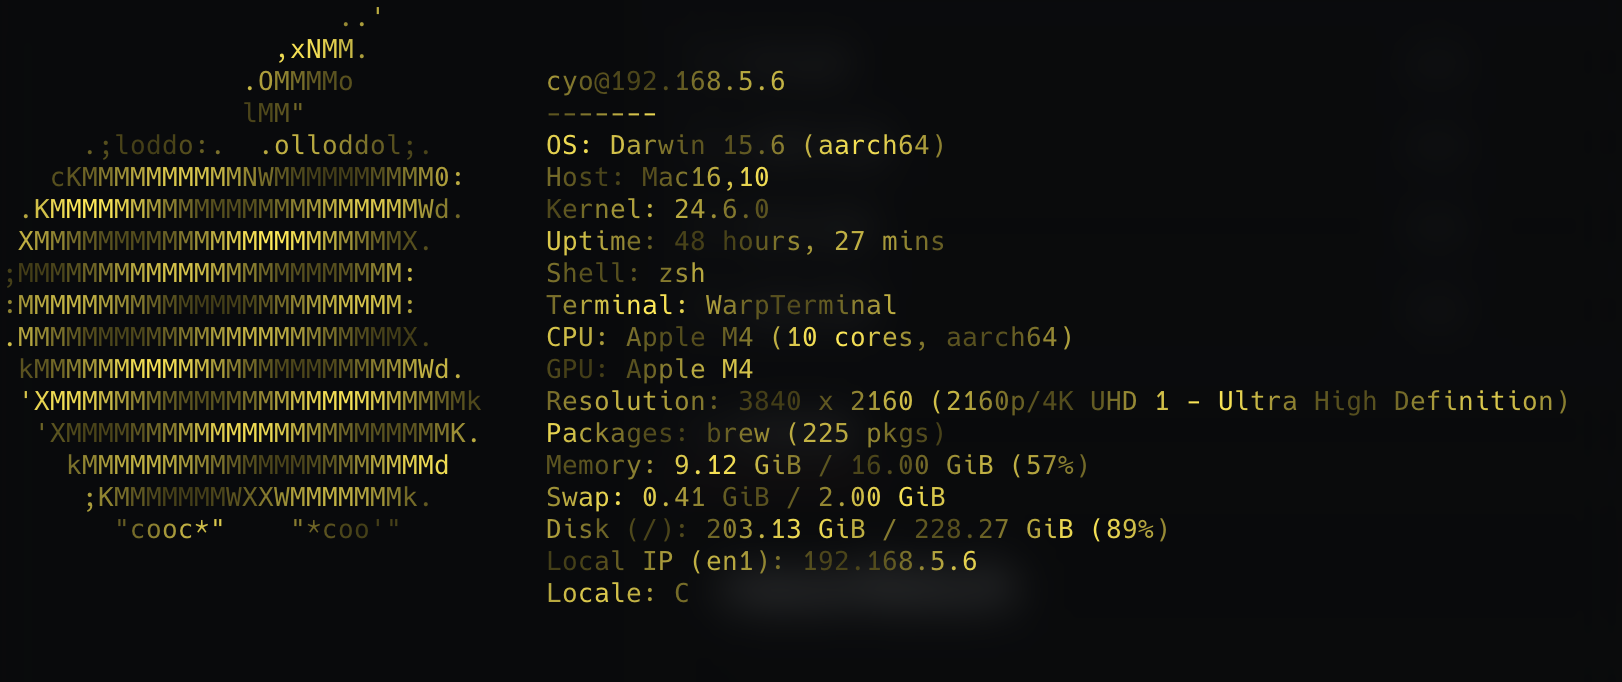 ..'
,xNMM.
.OMMMMo
lMM"
.;loddo:.  .olloddol;.
cKMMMMMMMMMMNWMMMMMMMMMM0:
.KMMMMMMMMMMMMMMMMMMMMMMMWd.
XMMMMMMMMMMMMMMMMMMMMMMMX.
;MMMMMMMMMMMMMMMMMMMMMMMM:
:MMMMMMMMMMMMMMMMMMMMMMMM:
.MMMMMMMMMMMMMMMMMMMMMMMMX.
kMMMMMMMMMMMMMMMMMMMMMMMMWd.
'XMMMMMMMMMMMMMMMMMMMMMMMMMMk
'XMMMMMMMMMMMMMMMMMMMMMMMMK.
kMMMMMMMMMMMMMMMMMMMMMMd
;KMMMMMMMWXXWMMMMMMMk.
"cooc*"    "*coo'"
cyo@192.168.5.6
-------
OS: Darwin 15.6 (aarch64)
Host: Mac16,10
Kernel: 24.6.0
Uptime: 48 hours, 27 mins
Shell: zsh
Terminal: WarpTerminal
CPU: Apple M4 (10 cores, aarch64)
GPU: Apple M4
Resolution: 3840 x 2160 (2160p/4K UHD 1 – Ultra High Definition)
Packages: brew (225 pkgs)
Memory: 9.12 GiB / 16.00 GiB (57%)
Swap: 0.41 GiB / 2.00 GiB
Disk (/): 203.13 GiB / 228.27 GiB (89%)
Local IP (en1): 192.168.5.6
Locale: C